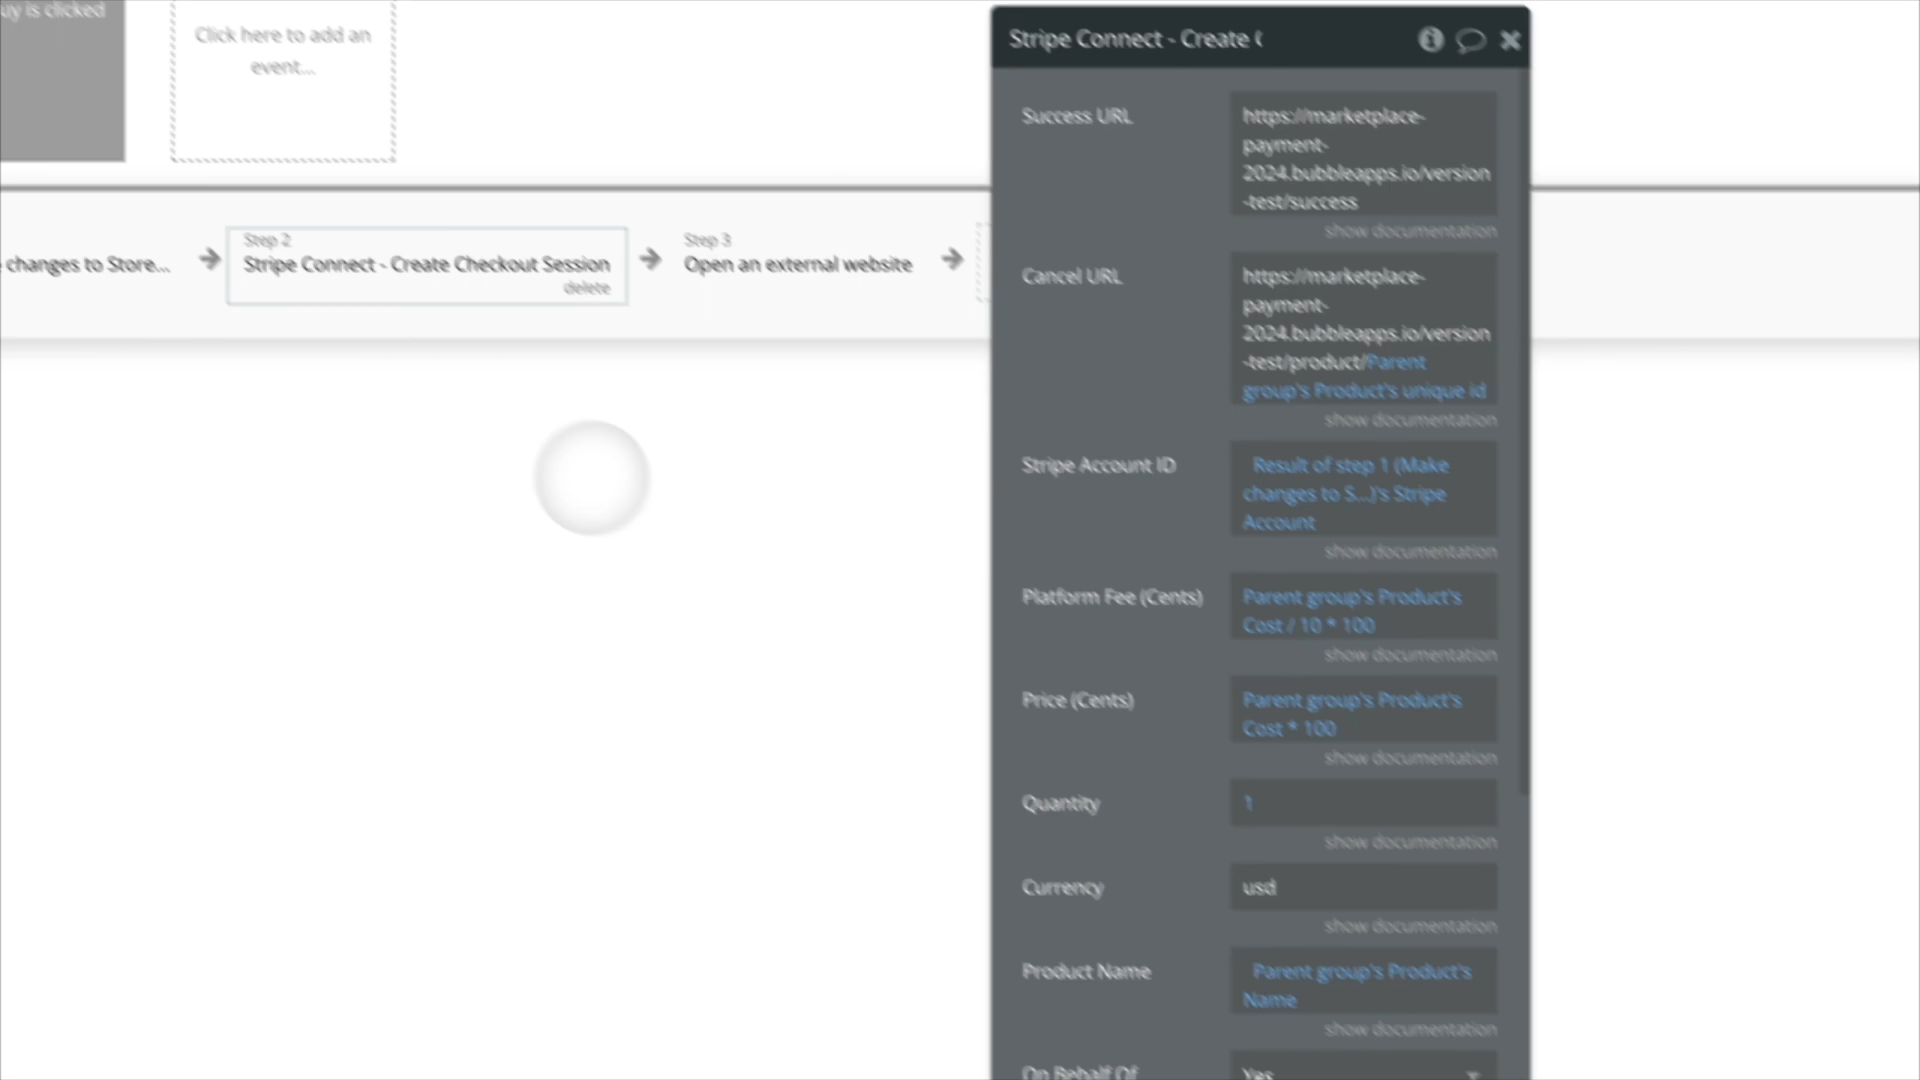 uy is clicked
Click here to add an
event...
changes to Store...
Step 2
Stripe Connect - Create Checkout Session
delete
Step 3
Open an external website
Stripe Connect - Create (
Success URL
https://marketplace-
payment-
2024.bubbleapps.io/version
-test/success
show documentation
Cancel URL
https://marketplace-
payment-
2024.bubbleapps.io/version
-test/product/Parent
group's Product's unique id
show documentation
Stripe Account ID
Result of step 1 (Make
changes to S...)'s Stripe
Account
show documentation
Platform Fee (Cents)
Parent group's Product's
Cost / 10 * 100
show documentation
Price (Cents)
Parent group's Product's
Cost * 100
show documentation
Quantity
1
show documentation
Currency
usd
show documentation
Product Name
Parent group's Product's
Name
show documentation
On Behalf Of
Yes